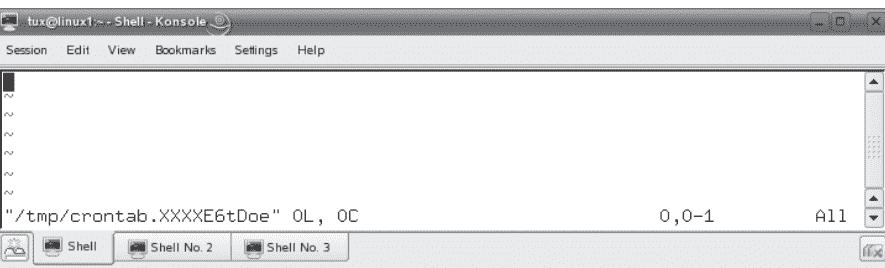 tux@linux1:~ - Shell - Konsole
Session Edit View Bookmarks Settings Help
~
~
~
~
~
~
"/tmp/crontab.XXXXE6tDoe" 0L, 0C 0,0-1 All
Shell Shell No. 2 Shell No. 3